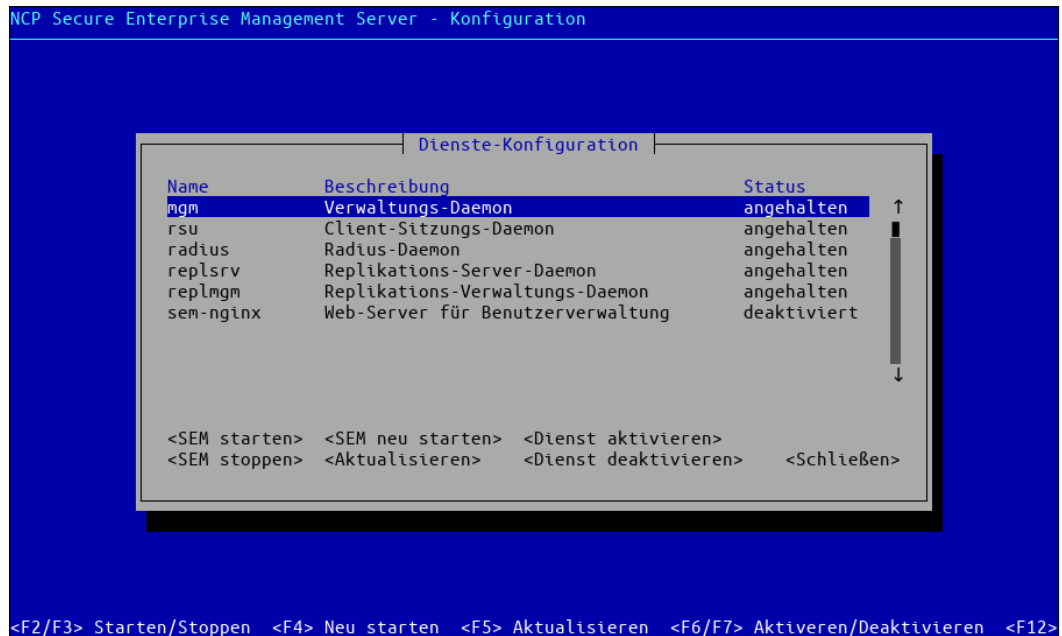 NCP Secure Enterprise Management Server - Konfiguration
Dienste-Konfiguration
Name Beschreibung Status
mgm Verwaltungs-Daemon angehalten ↑
rsu Client-Sitzungs-Daemon angehalten
radius Radius-Daemon angehalten
replsrv Replikations-Server-Daemon angehalten
replmgm Replikations-Verwaltungs-Daemon angehalten
sem-nginx Web-Server für Benutzerverwaltung deaktiviert
↓
<SEM starten> <SEM neu starten> <Dienst aktivieren>
<SEM stoppen> <Aktualisieren> <Dienst deaktivieren> <Schließen>
<F2/F3> Starten/Stoppen <F4> Neu starten <F5> Aktualisieren <F6/F7> Aktiveren/Deaktivieren <F12>